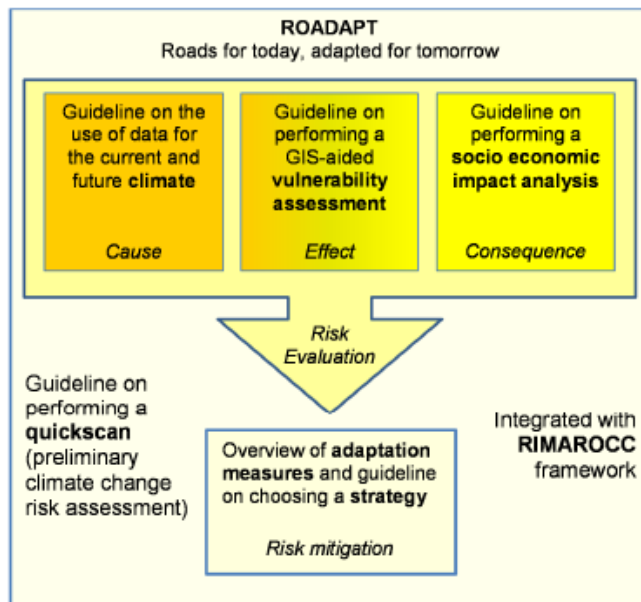 ROADAPT
Roads for today, adapted for tomorrow
Guideline on the
use of data for
the current and
future climate
Cause
Guideline on
performing a
GIS-aided
vulnerability
assessment
Effect
Guideline on
performing a
socio economic
impact analysis
Consequence
Risk
Evaluation
Guideline on
performing a
quickscan
(preliminary
climate change
risk assessment)
Overview of adaptation
measures and guideline
on choosing a strategy
Risk mitigation
Integrated with
RIMAROCC
framework